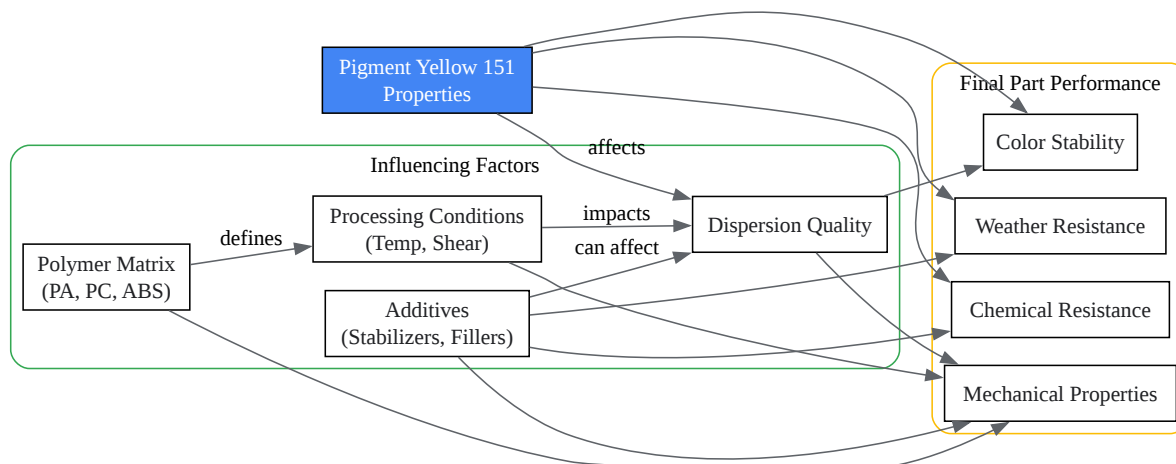 Pigment Yellow 151
Properties
Final Part Performance
Color Stability
affects
Influencing Factors
Processing Conditions
(Temp, Shear)
impacts
Dispersion Quality
Weather Resistance
defines
can affect
Polymer Matrix
(PA, PC, ABS)
Additives
(Stabilizers, Fillers)
Chemical Resistance
Mechanical Properties